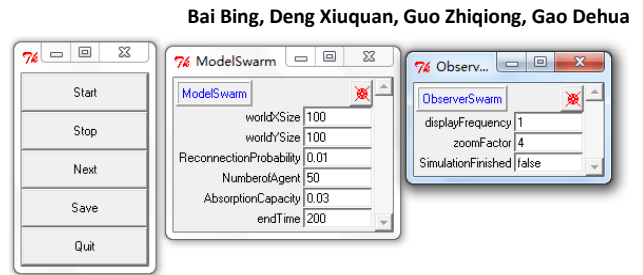 Bai Bing, Deng Xiuquan, Guo Zhiqiong, Gao Dehua
Start
Stop
Next
Save
Quit
ModelSwarm
ModelSwarm
worldXSize 100
worldYSize 100
ReconnectionProbability 0.01
NumberofAgent 50
AbsorptionCapacity 0.03
endTime 200
Observ...
ObserverSwarm
displayFrequency 1
zoomFactor 4
SimulationFinished false